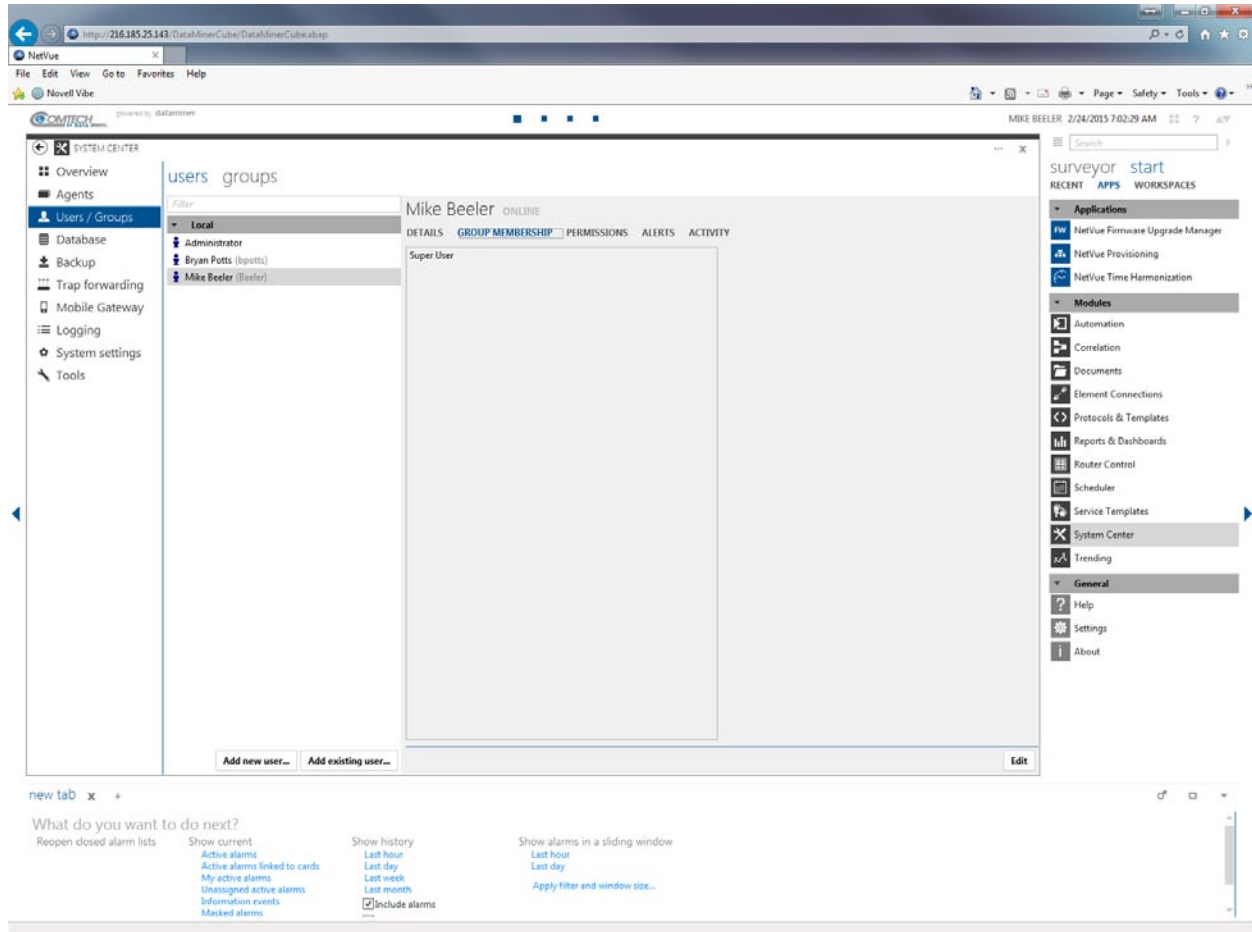 http://216.185.25.143/DataMinerCube/DataMinerCube.xbap
NetVue
File Edit View Go to Favorites Help
Novell Vibe
Page Safety Tools
COMTECH EF DATA powered by dataminer
MIKE BEELER 2/24/2015 7:02:29 AM
SYSTEM CENTER
Overview
Agents
Users / Groups
Database
Backup
Trap forwarding
Mobile Gateway
Logging
System settings
Tools
users groups
Filter
Local
Administrator
Bryan Potts (bpotts)
Mike Beeler (Beeler)
Add new user... Add existing user...
Mike Beeler ONLINE
DETAILS GROUP MEMBERSHIP PERMISSIONS ALERTS ACTIVITY
Super User
Edit
Search
surveyor start
RECENT APPS WORKSPACES
Applications
FW NetVue Firmware Upgrade Manager
NetVue Provisioning
NetVue Time Harmonization
Modules
Automation
Correlation
Documents
Element Connections
Protocols & Templates
Reports & Dashboards
Router Control
Scheduler
Service Templates
System Center
Trending
General
Help
Settings
About
new tab x +
What do you want to do next?
Reopen closed alarm lists
Show current
Active alarms
Active alarms linked to cards
My active alarms
Unassigned active alarms
Information events
Masked alarms
Show history
Last hour
Last day
Last week
Last month
Include alarms
Show alarms in a sliding window
Last hour
Last day
Apply filter and window size...